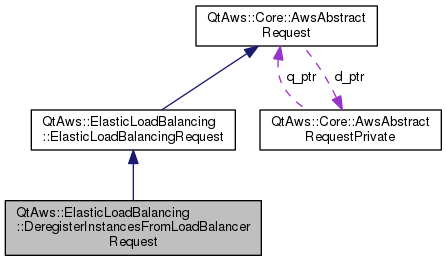 QtAws::Core::AwsAbstract
Request
q_ptr
d_ptr
QtAws::ElasticLoadBalancing
::ElasticLoadBalancingRequest
QtAws::Core::AwsAbstract
RequestPrivate
QtAws::ElasticLoadBalancing
::DeregisterInstancesFromLoadBalancer
Request